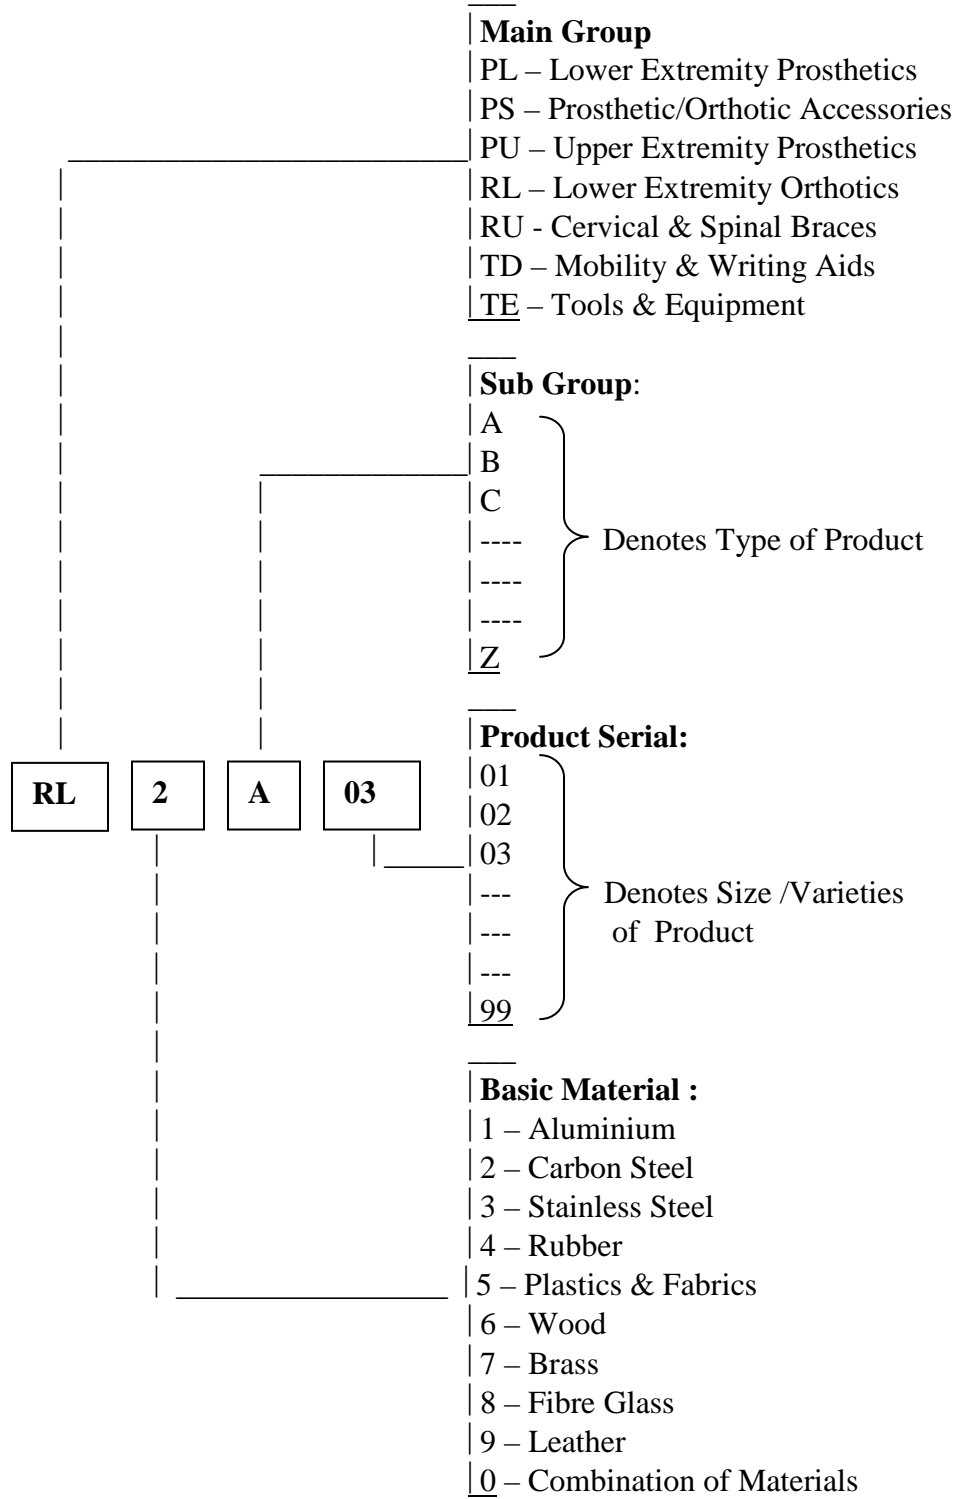 Main Group
PL – Lower Extremity Prosthetics
PS – Prosthetic/Orthotic Accessories
PU – Upper Extremity Prosthetics
RL – Lower Extremity Orthotics
RU - Cervical & Spinal Braces
TD – Mobility & Writing Aids
TE – Tools & Equipment
Sub Group:
A
B
C
----
----
----
Z
Denotes Type of Product
RL 2 A 03
Product Serial:
01
02
03
---
---
---
99
Denotes Size /Varieties
of Product
Basic Material :
1 – Aluminium
2 – Carbon Steel
3 – Stainless Steel
4 – Rubber
5 – Plastics & Fabrics
6 – Wood
7 – Brass
8 – Fibre Glass
9 – Leather
0 – Combination of Materials